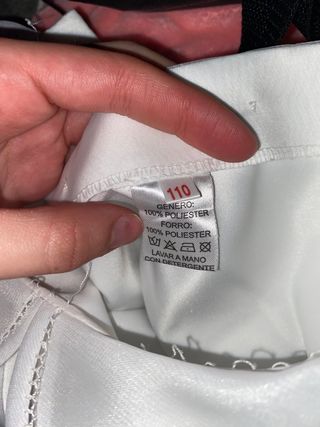 110
GENERO:
100% POLIESTER
FORRO:
100% POLIESTER
LAVAR A MANO
CON DETERGENTE